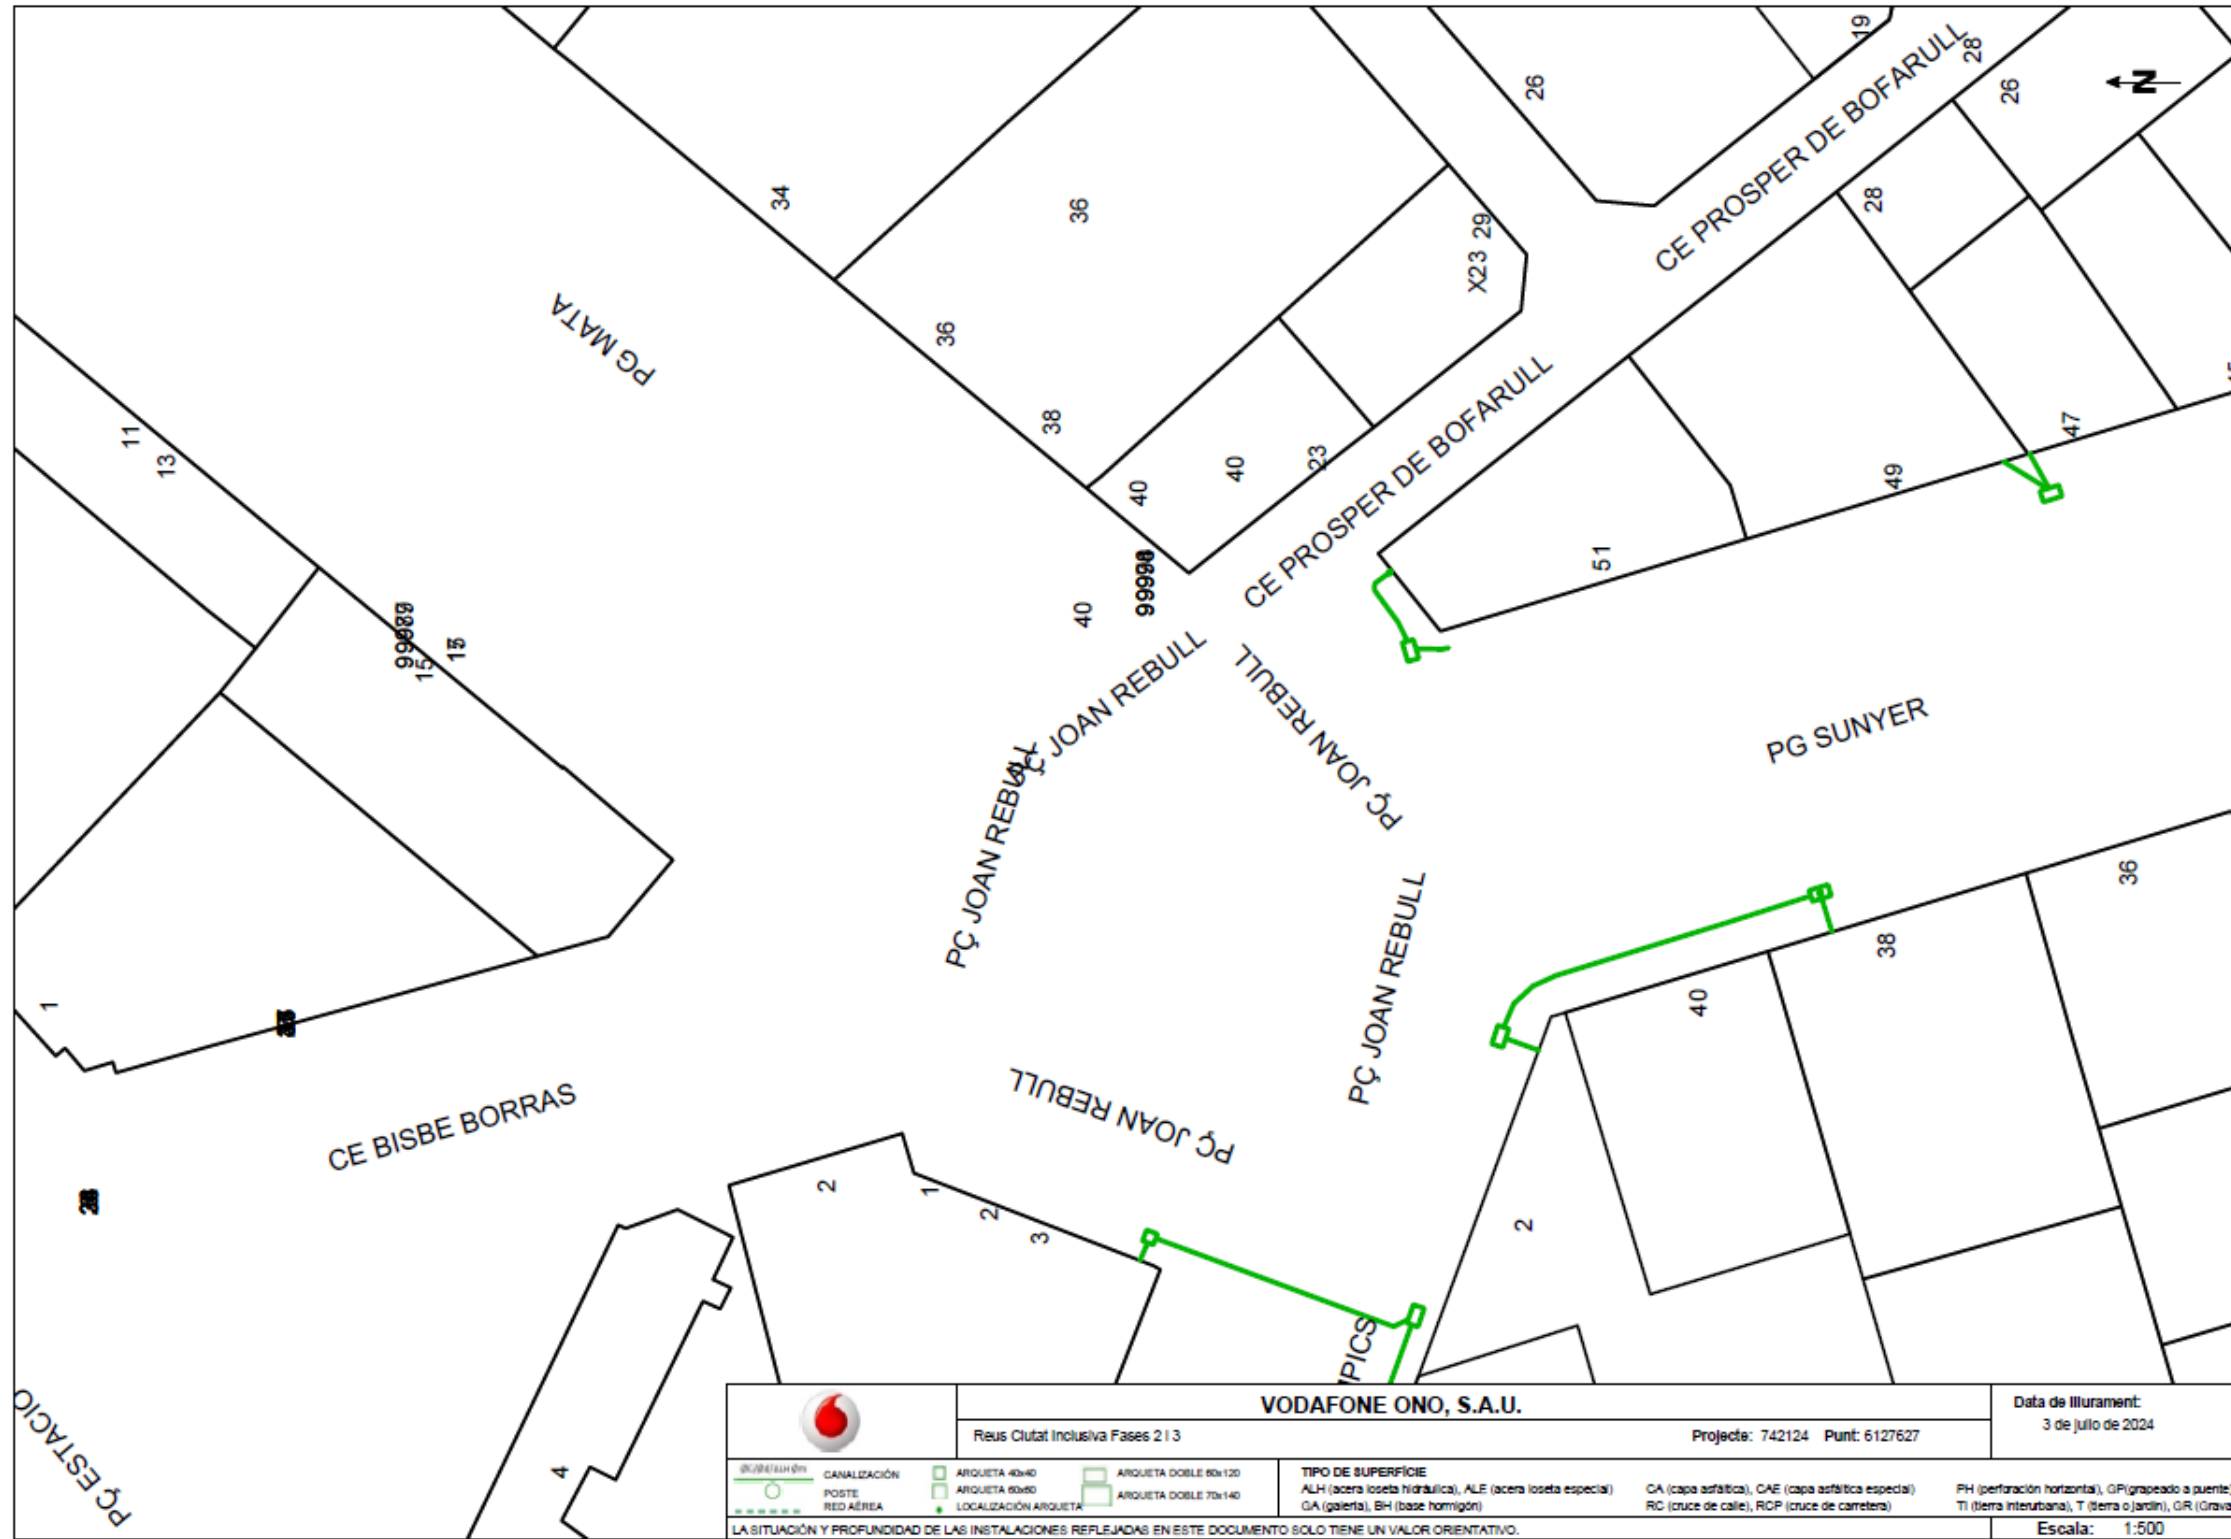 19
28
26
26
34
36
28
29
X23
CE PROSPER DE BOFARULL
PG MATA
36
38
11
13
40
40
23
CE PROSPER DE BOFARULL
47
49
51
40
15
PÇ JOAN REBULL
PÇ JOAN REBULL
PÇ JOAN REBULL
PG SUNYER
PÇ JOAN REBULL
36
38
40
1
CE BISBE BORRAS
PÇ JOAN REBULL
2
1
2
3
2
4
PÇ ESTACIO
IPICS
N
VODAFONE ONO, S.A.U.
Reus Ciutat Inclusiva Fases 2 i 3
Projecte: 742124 Punt: 6127627
Data de lliurament:
3 de julio de 2024
CANALIZACIÓN
POSTE
RED AÉREA
ARQUETA 40x40
ARQUETA 60x60
LOCALIZACIÓN ARQUETA
ARQUETA DOBLE 60x120
ARQUETA DOBLE 70x140
TIPO DE SUPERFÍCIE
ALH (acera loseta hidráulica), ALE (acera loseta especial)
GA (galería), BH (base hormigón)
CA (capa asfáltica), CAE (capa asfáltica especial)
RC (cruce de calle), RCP (cruce de carretera)
PH (perforación horizontal), GP(grapeado a puente)
TI (tierra interurbana), T (tierra o jardín), GR (Grava
LA SITUACIÓN Y PROFUNDIDAD DE LAS INSTALACIONES REFLEJADAS EN ESTE DOCUMENTO SOLO TIENE UN VALOR ORIENTATIVO.
Escala: 1:500